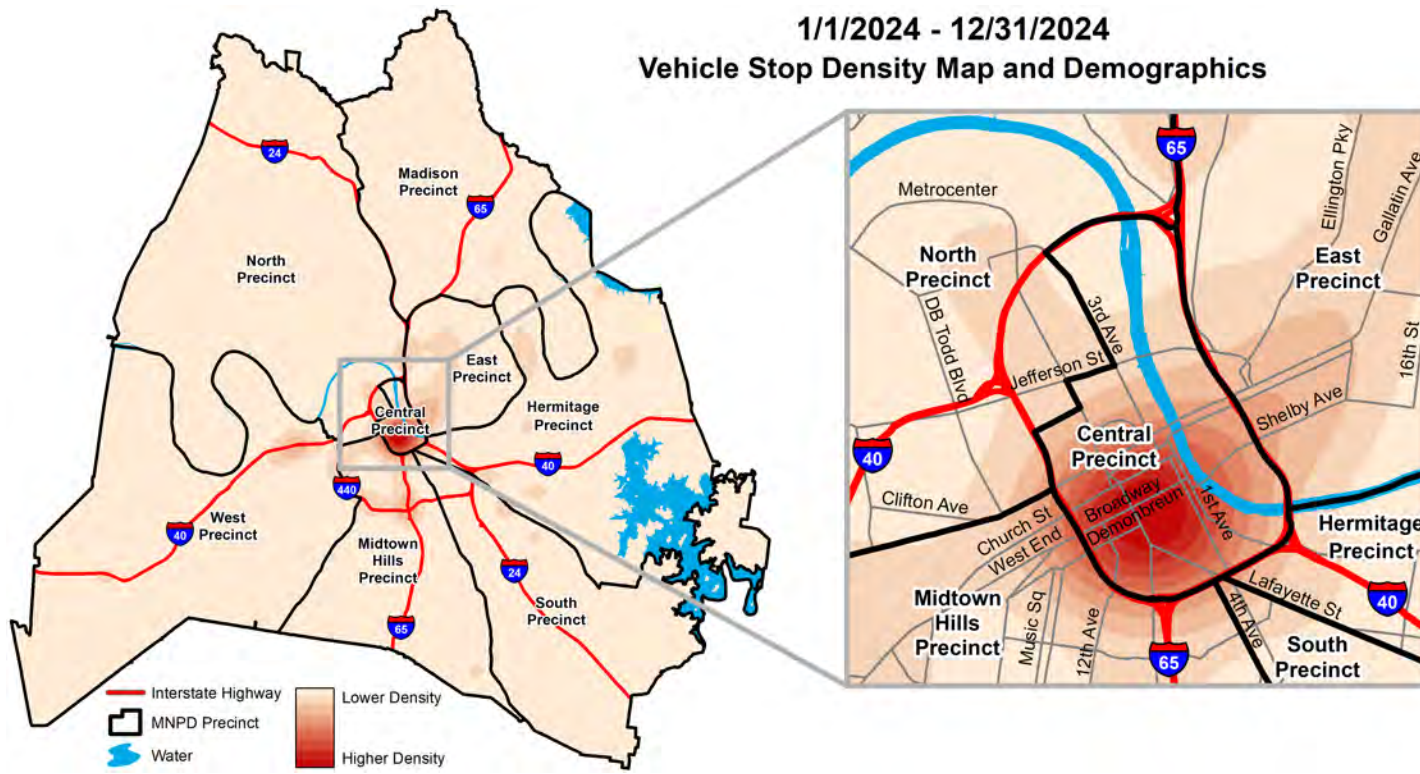 1/1/2024 - 12/31/2024
Vehicle Stop Density Map and Demographics
24
Madison
Precinct
65
North
Precinct
East
Precinct
Central
Precinct
Hermitage
Precinct
40
440
West
Precinct
40
Midtown
Hills
Precinct
24
South
Precinct
65
Interstate Highway
MNPD Precinct
Water
Lower Density
Higher Density
65
Metrocenter
Ellington Pky
Gallatin Ave
North
Precinct
East
Precinct
DB Todd Blvd
3rd Ave
16th St
Jefferson St
Shelby Ave
Central
Precinct
40
Clifton Ave
Church St
West End
Broadway
Demonbreun
1st Ave
Hermitage
Precinct
Midtown
Hills
Precinct
Music Sq
12th Ave
4th Ave
Lafayette St
40
65
South
Precinct